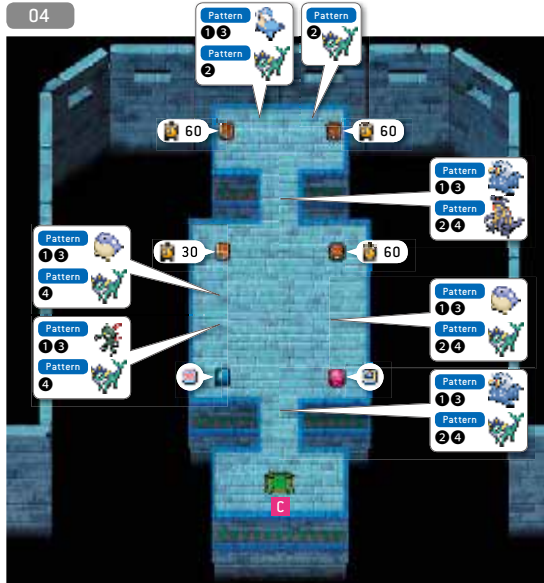 04
Pattern
❶❸
Pattern
❷
Pattern
❷
60
60
Pattern
❶❸
Pattern
❷❹
Pattern
❶❸
Pattern
❹
30
60
Pattern
❶❸
Pattern
❷❹
Pattern
❶❸
Pattern
❹
Pattern
❶❸
Pattern
❷❹
C